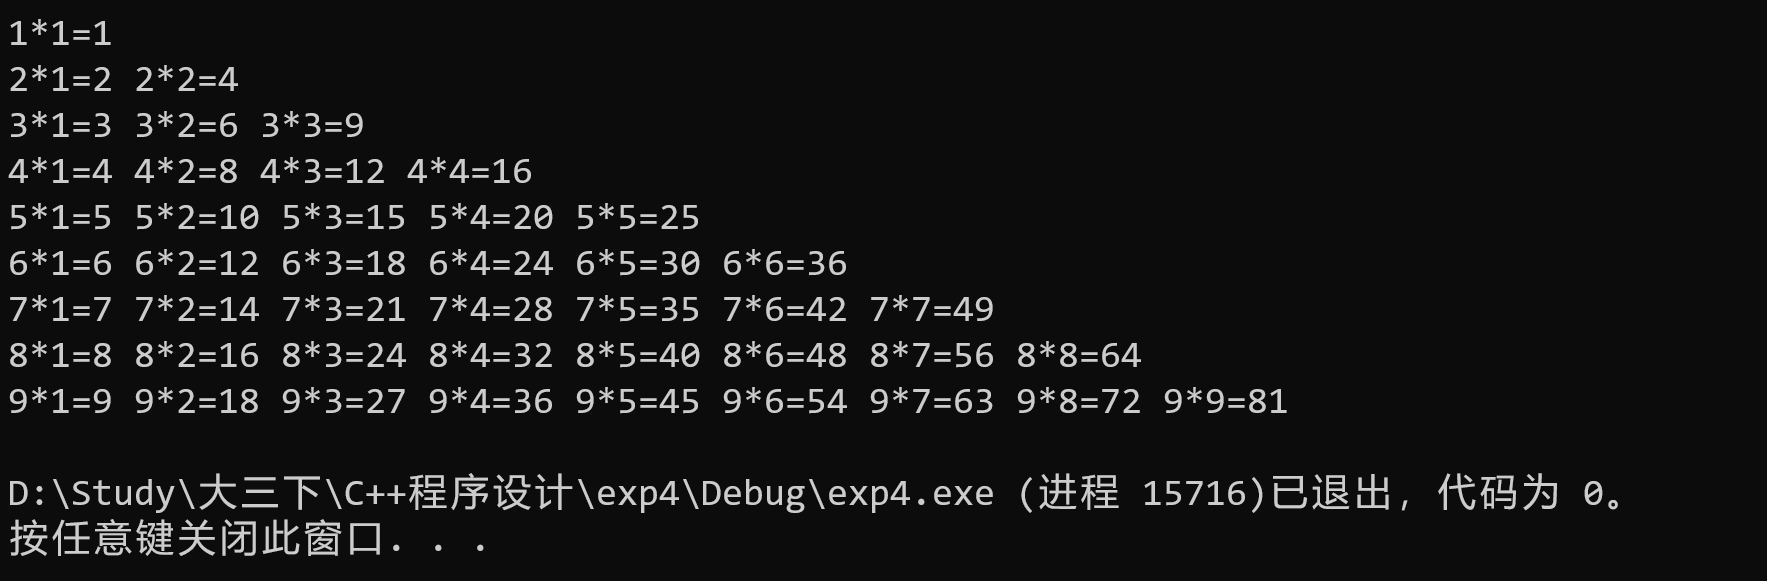 1*1=1
2*1=2 2*2=4
3*1=3 3*2=6 3*3=9
4*1=4 4*2=8 4*3=12 4*4=16
5*1=5 5*2=10 5*3=15 5*4=20 5*5=25
6*1=6 6*2=12 6*3=18 6*4=24 6*5=30 6*6=36
7*1=7 7*2=14 7*3=21 7*4=28 7*5=35 7*6=42 7*7=49
8*1=8 8*2=16 8*3=24 8*4=32 8*5=40 8*6=48 8*7=56 8*8=64
9*1=9 9*2=18 9*3=27 9*4=36 9*5=45 9*6=54 9*7=63 9*8=72 9*9=81
D:\Study\大三下\C++程序设计\exp4\Debug\exp4.exe (进程 15716)已退出，代码为 0。
按任意键关闭此窗口. . .